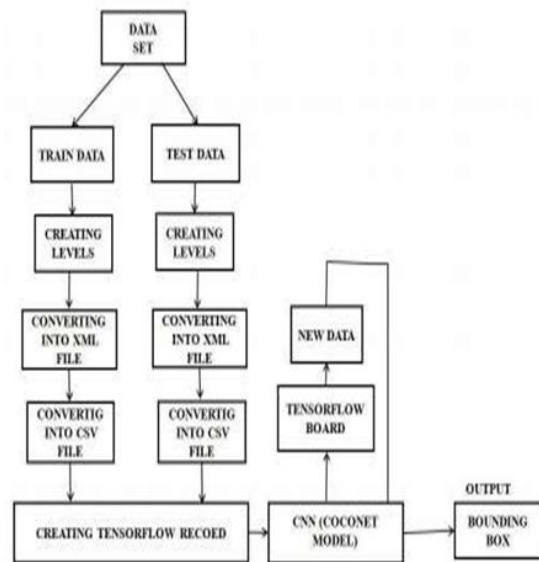 DATA
SET
TRAIN DATA
TEST DATA
CREATING
LEVELS
CREATING
LEVELS
CONVERTING
INTO XML
FILE
CONVERTING
INTO XML
FILE
NEW DATA
CONVERTIG
INTO CSV
FILE
CONVERTIG
INTO CSV
FILE
TENSORFLOW
BOARD
OUTPUT
CREATING TENSORFLOW RECOED
CNN (COCONET
MODEL)
BOUNDING
BOX